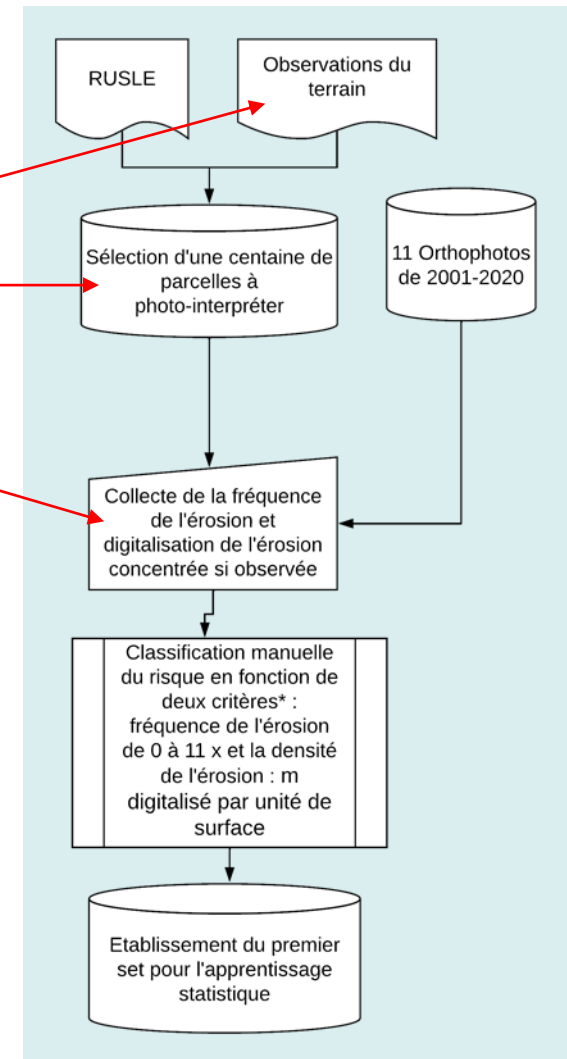 RUSLE
Observations du
terrain
Sélection d'une centaine de
parcelles à
photo-interpréter
11 Orthophotos
de 2001-2020
Collecte de la fréquence
de l'érosion et
digitalisation de l'érosion
concentrée si observée
Classification manuelle
du risque en fonction de
deux critères* :
fréquence de l'érosion
de 0 à 11 x et la densité
de l'érosion : m
digitalisé par unité de
surface
Etablissement du premier
set pour l'apprentissage
statistique